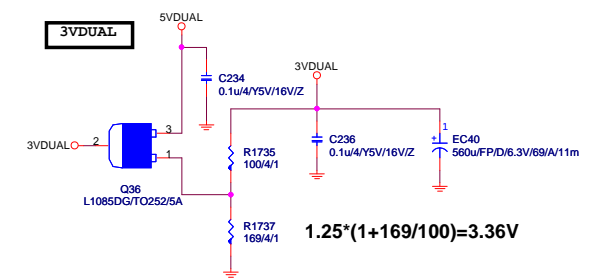 3VDUAL
5VDUAL
C234
0.1u/4/Y5V/16V/Z
3VDUAL
3
3VDUAL
2
1
Q36
L1085DG/TO252/5A
R1735
100/4/1
C236
0.1u/4/Y5V/16V/Z
1
+
EC40
560u/FP/D/6.3V/69/A/11m
R1737
169/4/1
1.25*(1+169/100)=3.36V